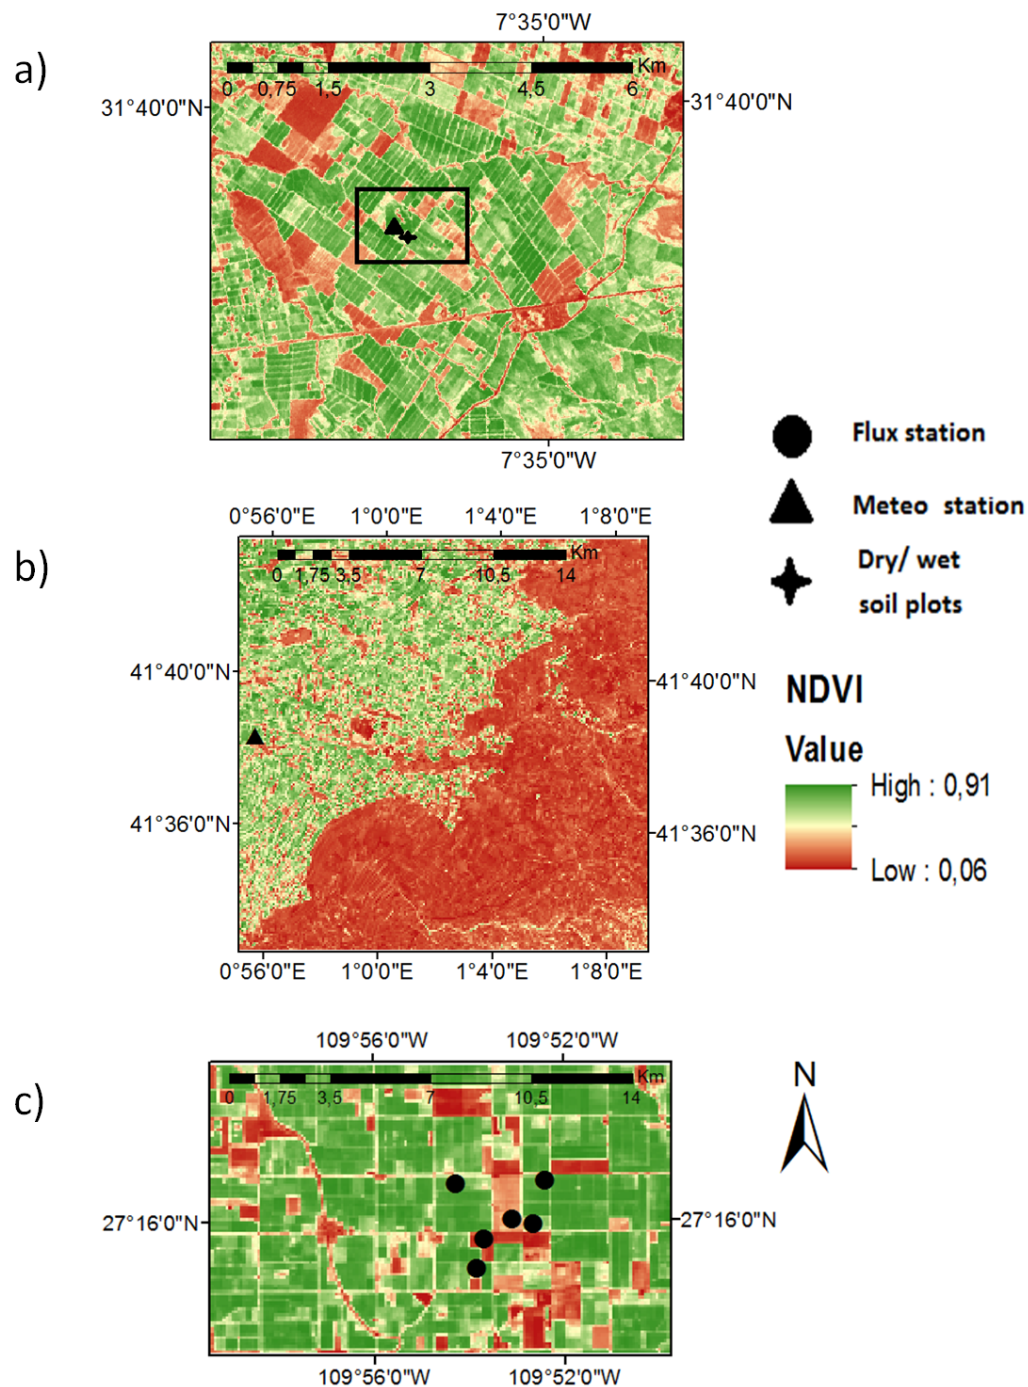 a)
7°35'0"W
Km
0 0,75 1,5 3 4,5 6
31°40'0"N
31°40'0"N
7°35'0"W
Flux station
Meteo station
Dry/ wet
soil plots
b)
0°56'0"E 1°0'0"E 1°4'0"E 1°8'0"E
Km
0 1,75 3,5 7 10,5 14
41°40'0"N
41°40'0"N
41°36'0"N
41°36'0"N
0°56'0"E 1°0'0"E 1°4'0"E 1°8'0"E
NDVI
Value
High : 0,91
Low : 0,06
c)
109°56'0"W 109°52'0"W
Km
0 1,75 3,5 7 10,5 14
27°16'0"N
27°16'0"N
109°56'0"W 109°52'0"W
N